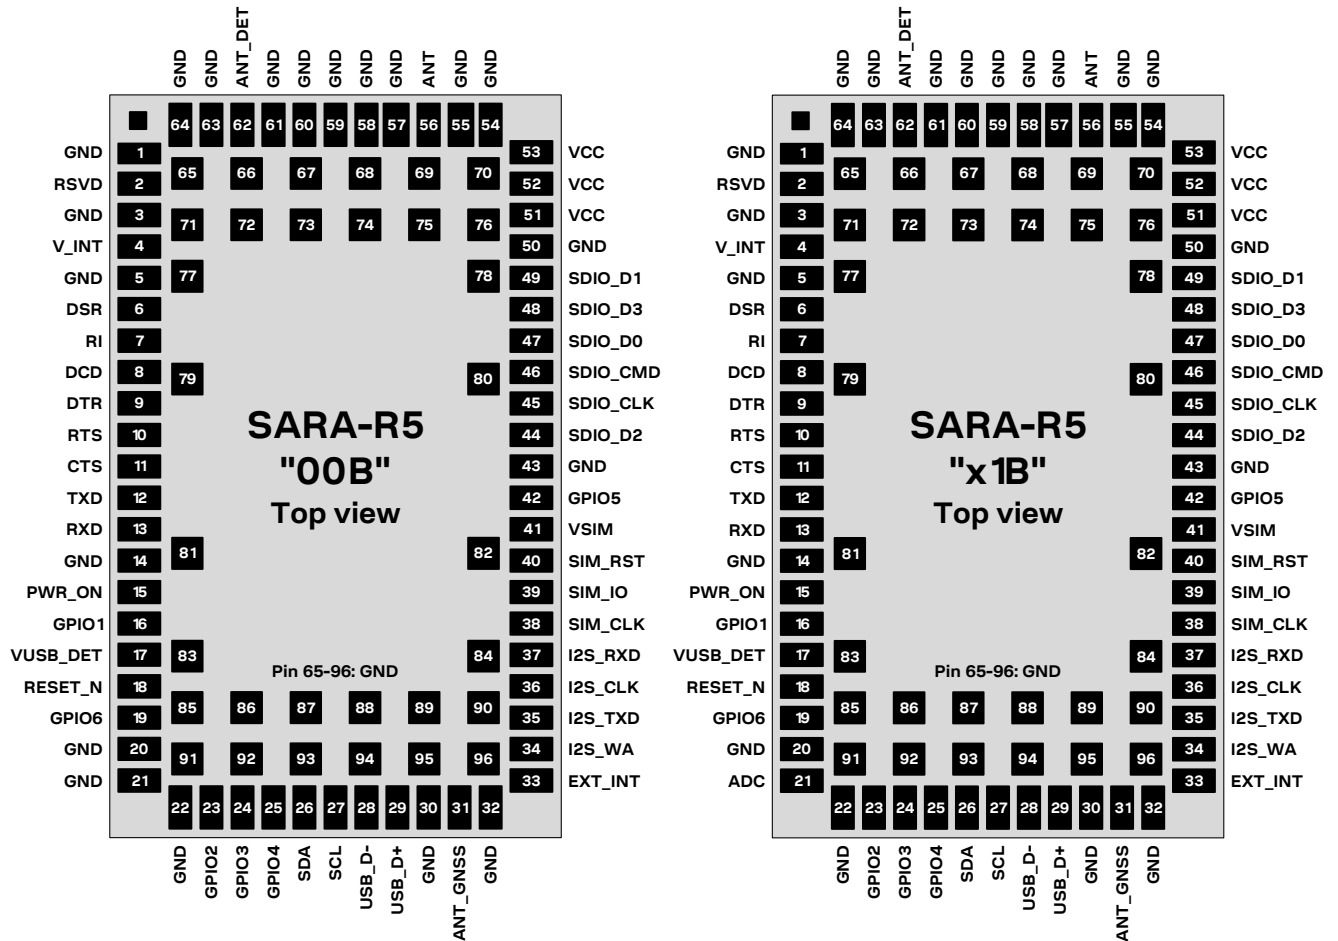 GND GND ANT_DET GND GND GND GND GND ANT GND GND
64 63 62 61 60 59 58 57 56 55 54
GND 1 53 VCC
65 66 67 68 69 70
RSVD 2 52 VCC
GND 3 51 VCC
71 72 73 74 75 76
V_INT 4 50 GND
GND 5 77 78 49 SDIO_D1
DSR 6 48 SDIO_D3
RI 7 47 SDIO_D0
DCD 8 79 80 46 SDIO_CMD
DTR 9 45 SDIO_CLK
SARA-R5
RTS 10 44 SDIO_D2
CTS 11 "00B" 43 GND
TXD 12 42 GPIO5
Top view
RXD 13 41 VSIM
81 82
GND 14 40 SIM_RST
PWR_ON 15 39 SIM_IO
GPIO1 16 38 SIM_CLK
VUSB_DET 17 83 84 37 I2S_RXD
Pin 65-96: GND
RESET_N 18 36 I2S_CLK
85 86 87 88 89 90
GPIO6 19 35 I2S_TXD
GND 20 34 I2S_WA
91 92 93 94 95 96
GND 21 33 EXT_INT
22 23 24 25 26 27 28 29 30 31 32
GND GPIO2 GPIO3 GPIO4 SDA SCL USB_D- USB_D+ GND ANT_GNSS GND
GND GND ANT_DET GND GND GND GND GND ANT GND GND
64 63 62 61 60 59 58 57 56 55 54
GND 1 53 VCC
65 66 67 68 69 70
RSVD 2 52 VCC
GND 3 51 VCC
71 72 73 74 75 76
V_INT 4 50 GND
GND 5 77 78 49 SDIO_D1
DSR 6 48 SDIO_D3
RI 7 47 SDIO_D0
DCD 8 79 80 46 SDIO_CMD
DTR 9 45 SDIO_CLK
SARA-R5
RTS 10 44 SDIO_D2
CTS 11 "x1B" 43 GND
TXD 12 42 GPIO5
Top view
RXD 13 41 VSIM
81 82
GND 14 40 SIM_RST
PWR_ON 15 39 SIM_IO
GPIO1 16 38 SIM_CLK
VUSB_DET 17 83 84 37 I2S_RXD
Pin 65-96: GND
RESET_N 18 36 I2S_CLK
85 86 87 88 89 90
GPIO6 19 35 I2S_TXD
GND 20 34 I2S_WA
91 92 93 94 95 96
ADC 21 33 EXT_INT
22 23 24 25 26 27 28 29 30 31 32
GND GPIO2 GPIO3 GPIO4 SDA SCL USB_D- USB_D+ GND ANT_GNSS GND